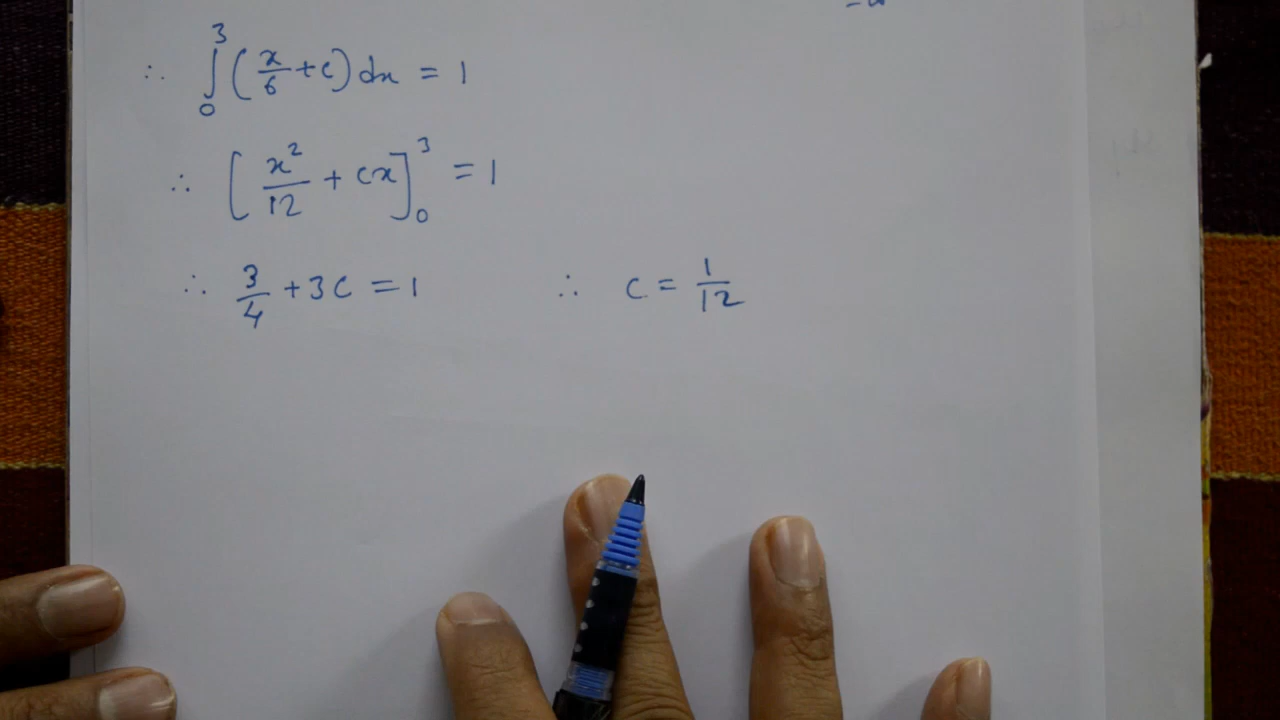 ∴ ∫₀³ (x/6 + c) dx = 1
∴ [x²/12 + cx]₀³ = 1
∴ 3/4 + 3c = 1 ∴ c = 1/12